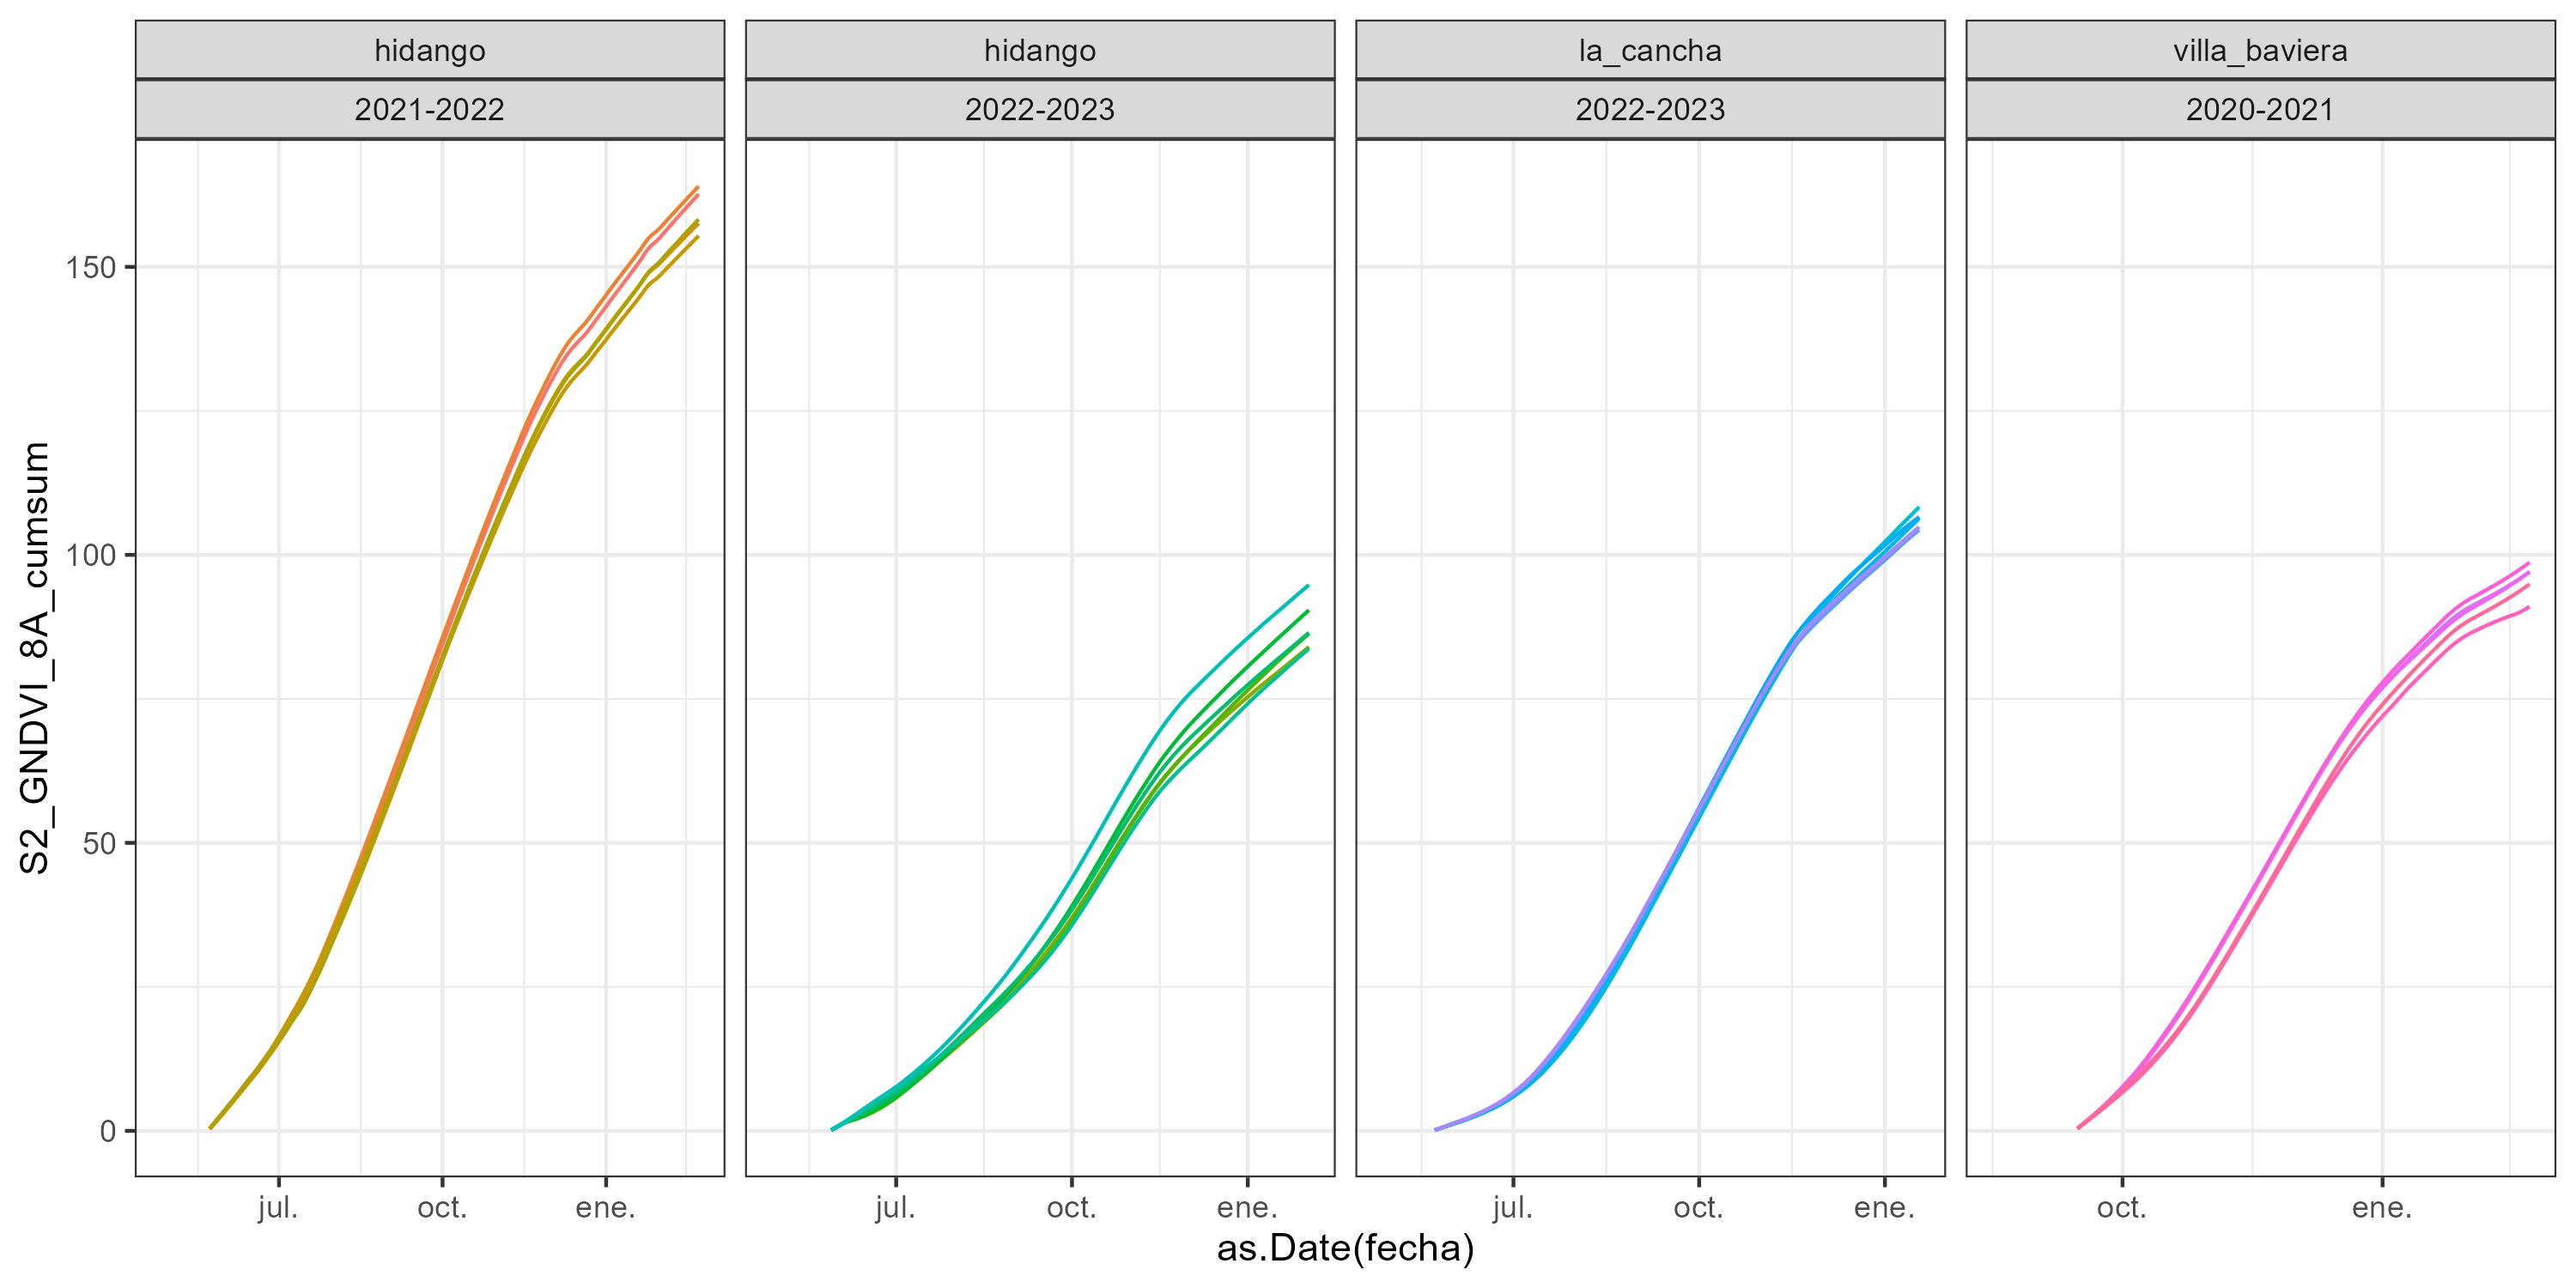 hidango hidango la_cancha villa_baviera
2021-2022 2022-2023 2022-2023 2020-2021
150
100
50
0
S2_GNDVI_8A_cumsum
jul. oct. ene. jul. oct. ene. jul. oct. ene. oct. ene.
as.Date(fecha)